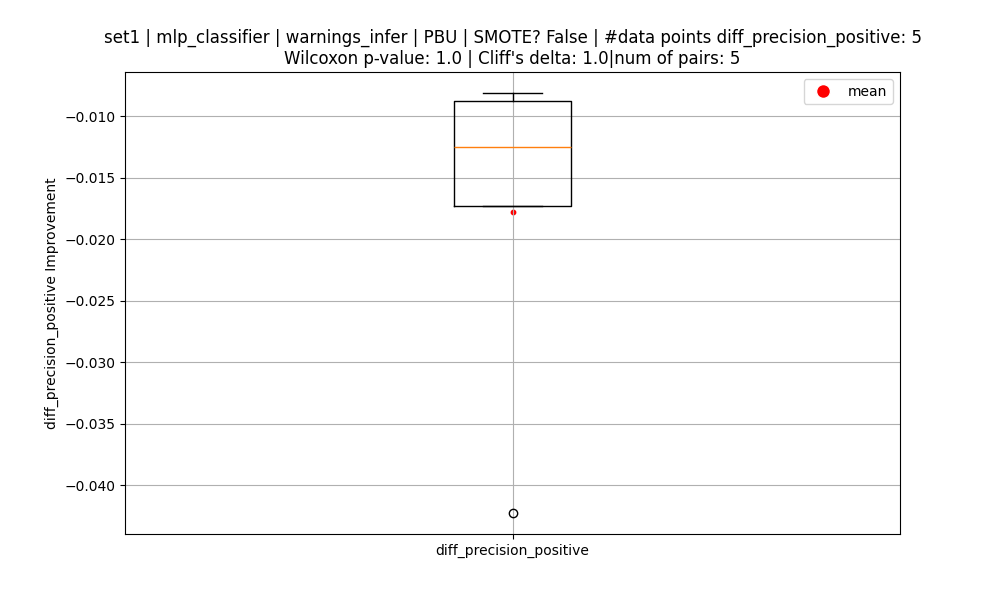 set1 | mlp_classifier | warnings_infer | PBU | SMOTE? False | #data points diff_precision_positive: 5
Wilcoxon p-value: 1.0 | Cliff's delta: 1.0|num of pairs: 5
mean
−0.010
−0.015
−0.020
−0.025
−0.030
−0.035
−0.040
diff_precision_positive Improvement
diff_precision_positive